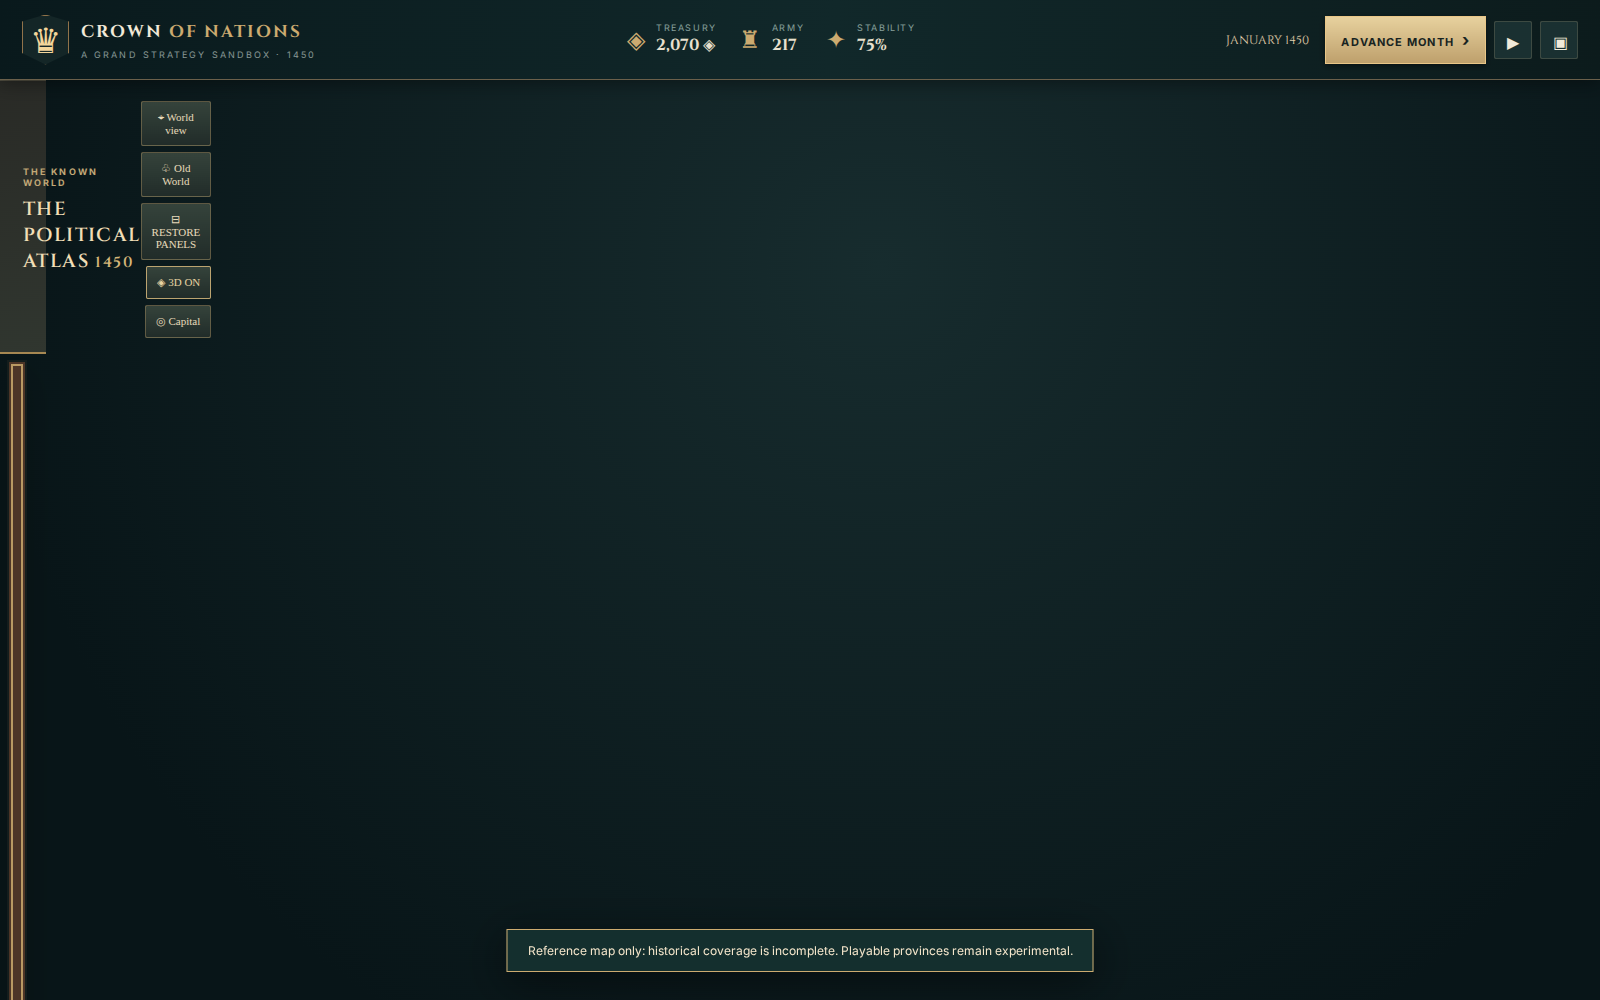 CROWN OF NATIONS
A GRAND STRATEGY SANDBOX · 1450
TREASURY
2,070 ◈
ARMY
217
STABILITY
75%
JANUARY 1450
ADVANCE MONTH ›
THE KNOWN
WORLD
THE
POLITICAL
ATLAS 1450
World
view
Old
World
RESTORE
PANELS
◈ 3D ON
◎ Capital
Reference map only: historical coverage is incomplete. Playable provinces remain experimental.